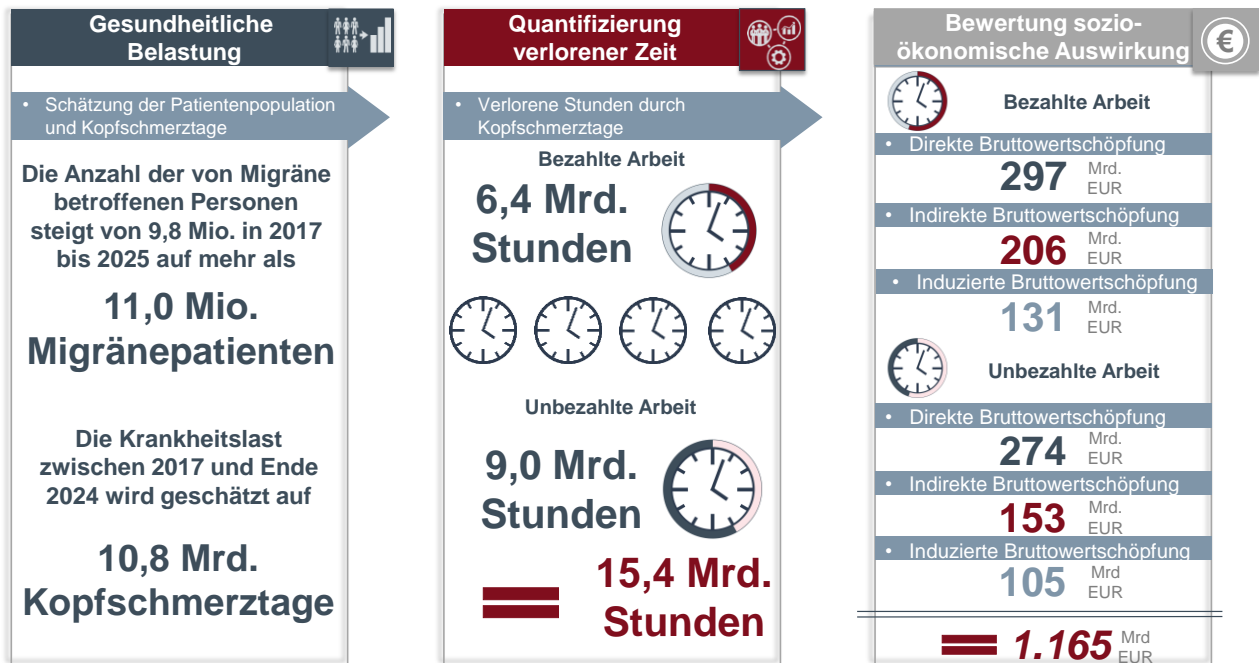 Gesundheitliche
Belastung
• Schätzung der Patientenpopulation
und Kopfschmerztage
Die Anzahl der von Migräne
betroffenen Personen
steigt von 9,8 Mio. in 2017
bis 2025 auf mehr als
11,0 Mio.
Migränepatienten
Die Krankheitslast
zwischen 2017 und Ende
2024 wird geschätzt auf
10,8 Mrd.
Kopfschmerztage
Quantifizierung
verlorener Zeit
• Verlorene Stunden durch
Kopfschmerztage
Bezahlte Arbeit
6,4 Mrd.
Stunden
Unbezahlte Arbeit
9,0 Mrd.
Stunden
= 15,4 Mrd.
Stunden
Bewertung sozio-
ökonomische Auswirkung
€
Bezahlte Arbeit
• Direkte Bruttowertschöpfung
297 Mrd.
EUR
• Indirekte Bruttowertschöpfung
206 Mrd.
EUR
• Induzierte Bruttowertschöpfung
131 Mrd.
EUR
Unbezahlte Arbeit
• Direkte Bruttowertschöpfung
274 Mrd.
EUR
• Indirekte Bruttowertschöpfung
153 Mrd.
EUR
• Induzierte Bruttowertschöpfung
105 Mrd
EUR
= 1.165 Mrd
EUR